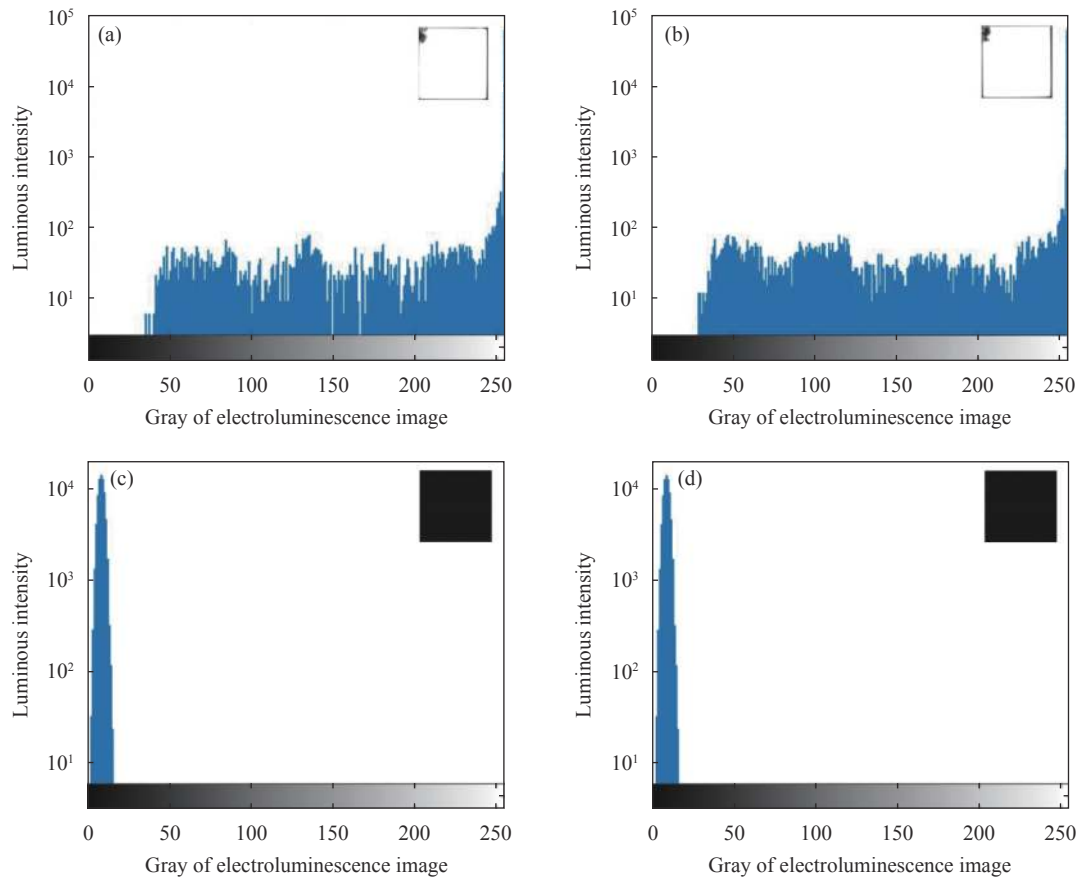 (a)
10⁵
10⁴
10³
10²
10¹
Luminous intensity
0 50 100 150 200 250
Gray of electroluminescence image
(b)
10⁵
10⁴
10³
10²
10¹
Luminous intensity
0 50 100 150 200 250
Gray of electroluminescence image
(c)
10⁴
10³
10²
10¹
Luminous intensity
0 50 100 150 200 250
Gray of electroluminescence image
(d)
10⁴
10³
10²
10¹
Luminous intensity
0 50 100 150 200 250
Gray of electroluminescence image